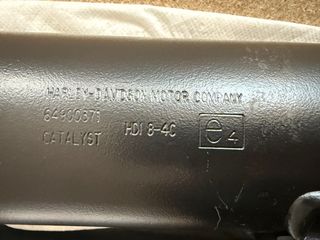 HARLEY-DAVIDSON MOTOR COMPANY
64900371
CATALYST
HDI 8-4C
e4